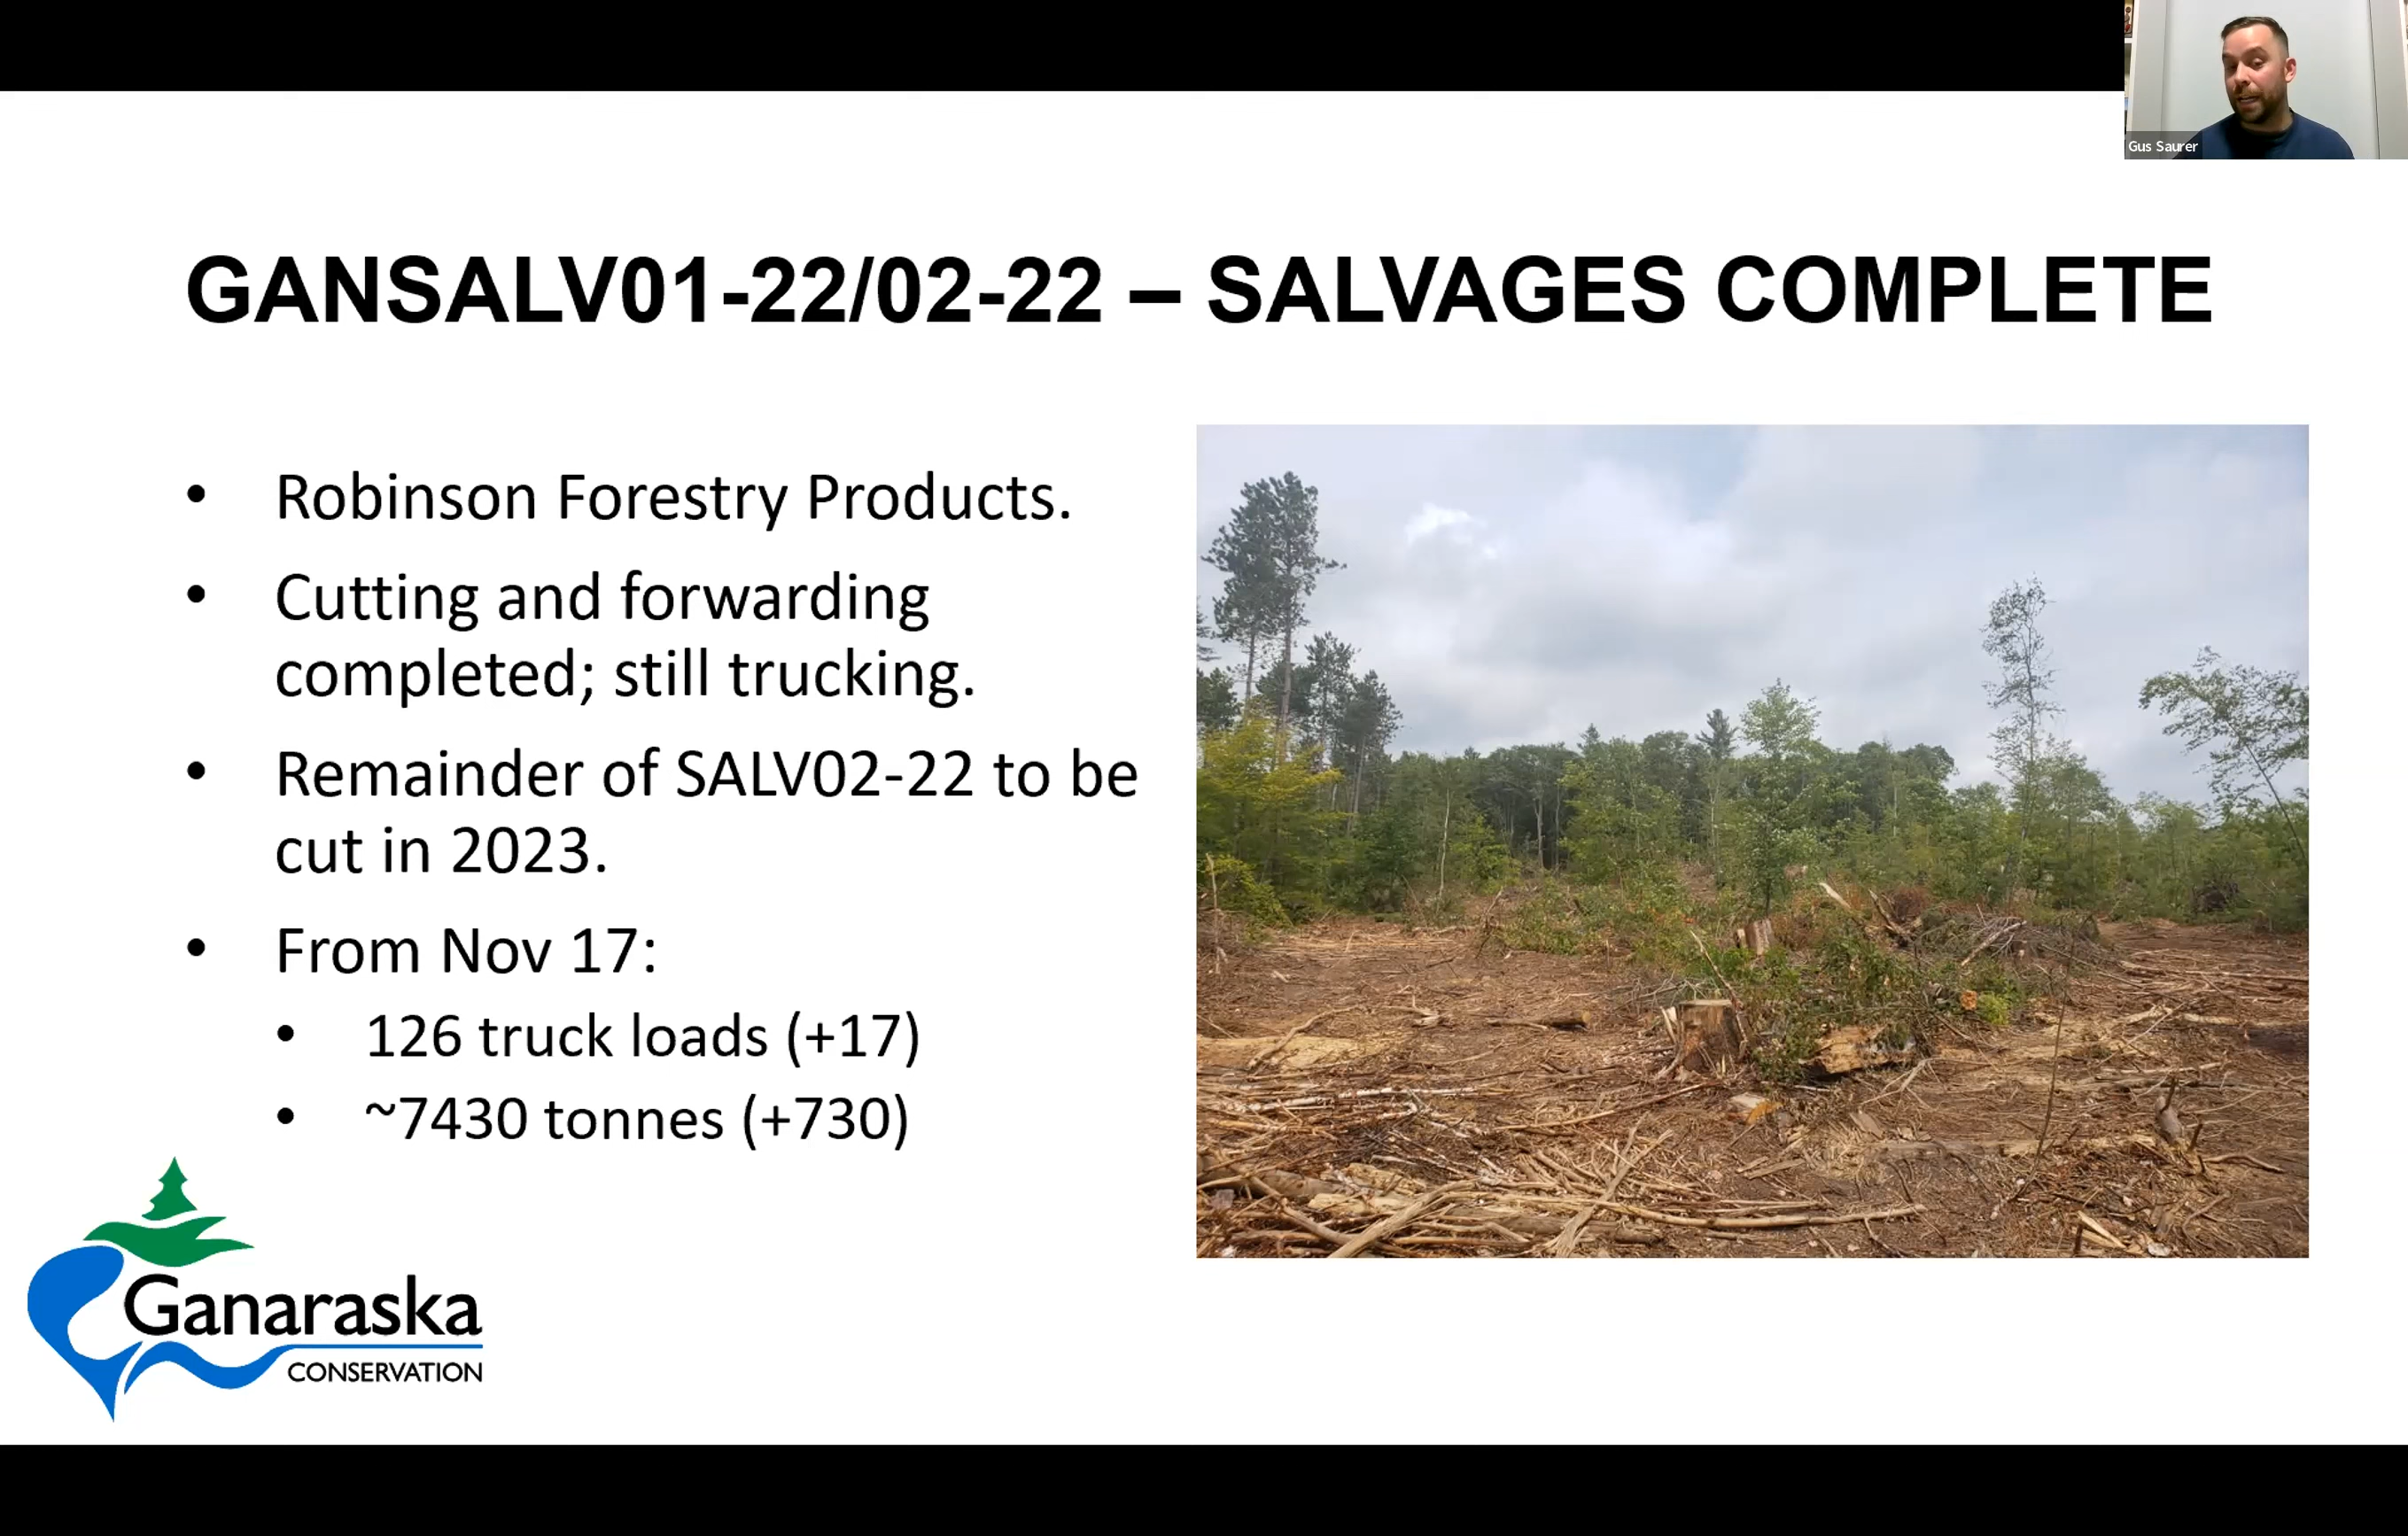 Gus Saurer
GANSALV01-22/02-22 – SALVAGES COMPLETE
• Robinson Forestry Products.
• Cutting and forwarding
completed; still trucking.
• Remainder of SALV02-22 to be
cut in 2023.
• From Nov 17:
• 126 truck loads (+17)
• ~7430 tonnes (+730)
Ganaraska
CONSERVATION